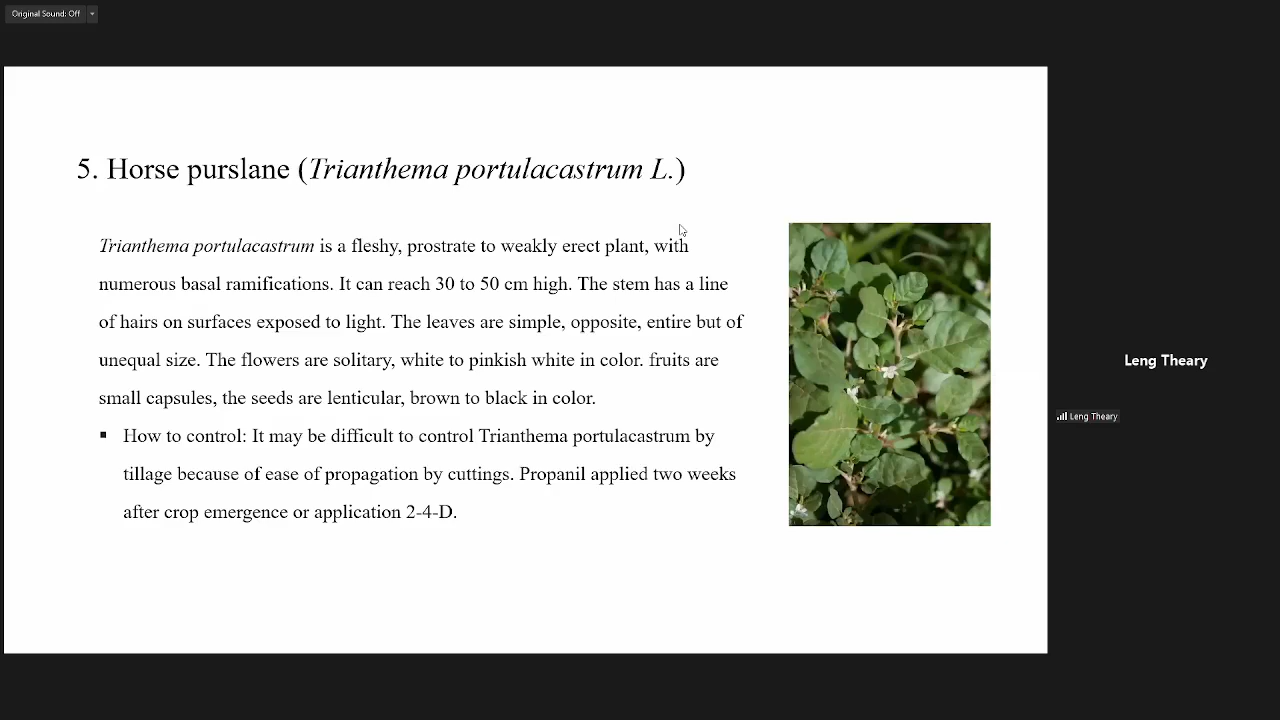 Original Sound: Off
5. Horse purslane (Trianthema portulacastrum L.)
Trianthema portulacastrum is a fleshy, prostrate to weakly erect plant, with
numerous basal ramifications. It can reach 30 to 50 cm high. The stem has a line
of hairs on surfaces exposed to light. The leaves are simple, opposite, entire but of
unequal size. The flowers are solitary, white to pinkish white in color. fruits are
small capsules, the seeds are lenticular, brown to black in color.
▪ How to control: It may be difficult to control Trianthema portulacastrum by
tillage because of ease of propagation by cuttings. Propanil applied two weeks
after crop emergence or application 2-4-D.
Leng Theary
Leng Theary